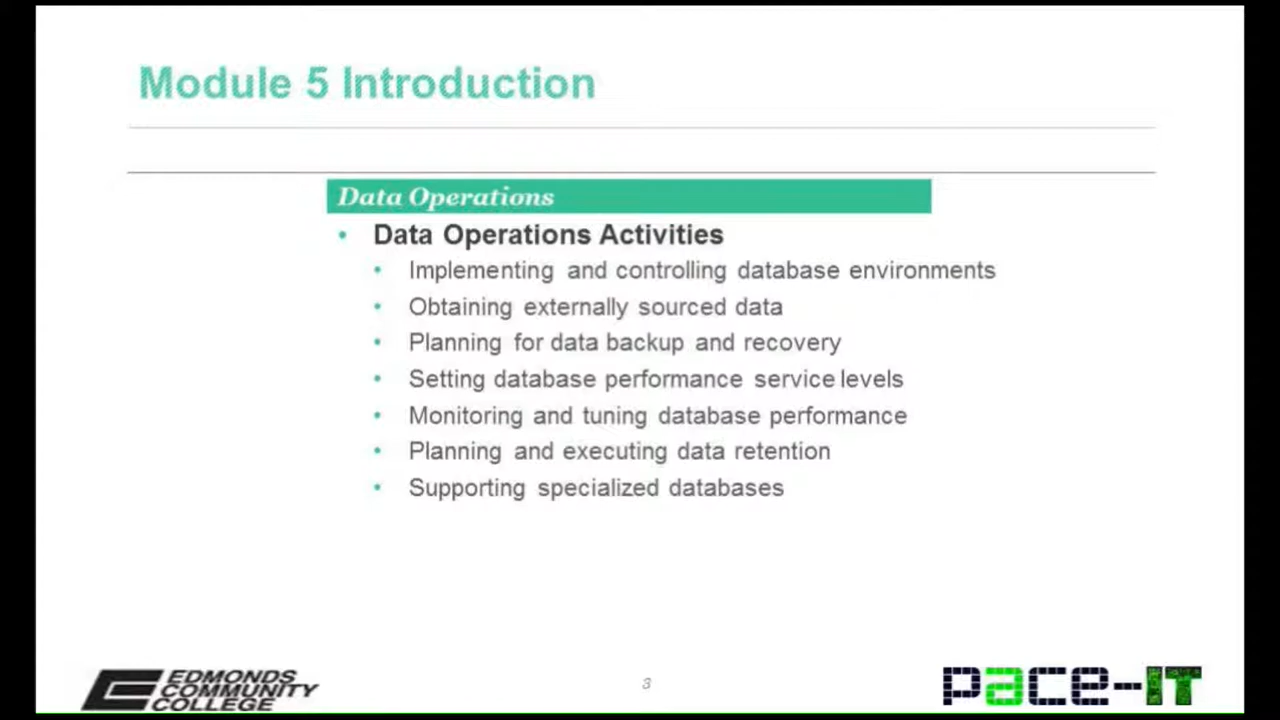 Module 5 Introduction
Data Operations
• Data Operations Activities
• Implementing and controlling database environments
• Obtaining externally sourced data
• Planning for data backup and recovery
• Setting database performance service levels
• Monitoring and tuning database performance
• Planning and executing data retention
• Supporting specialized databases
EDMONDS
COMMUNITY
COLLEGE
3
pace-IT